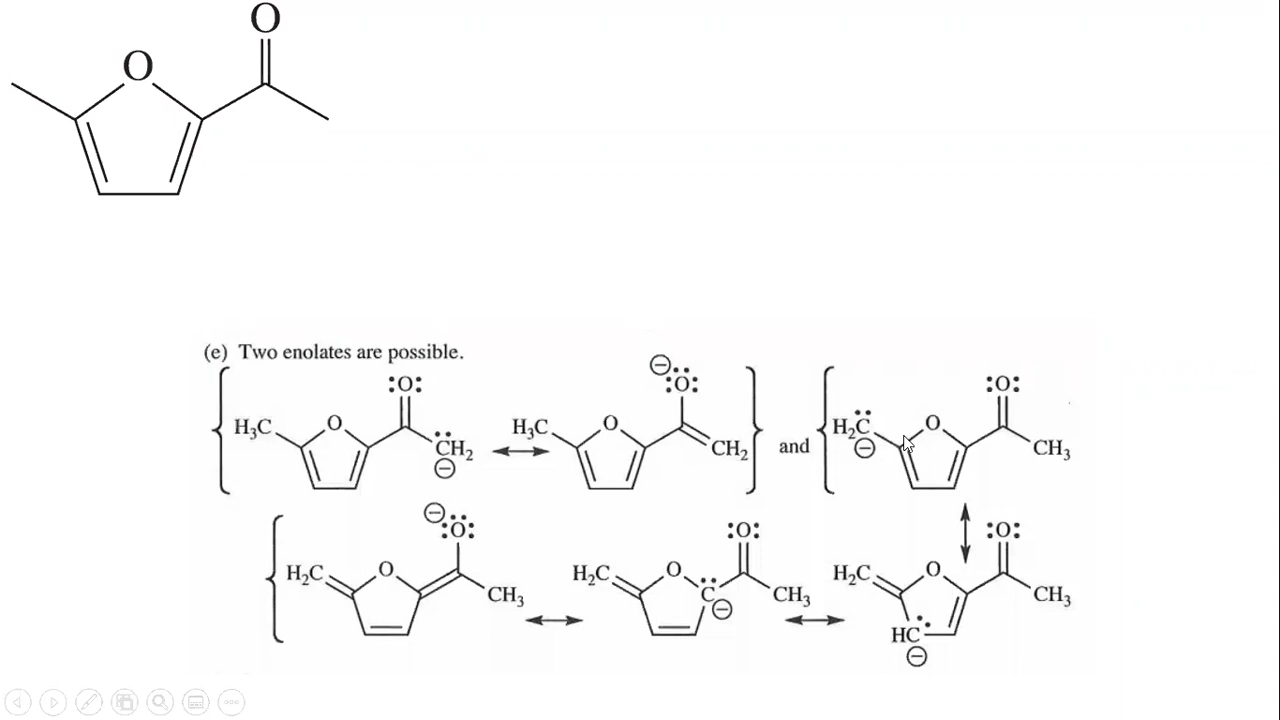 O
O
(e) Two enolates are possible.
:O: ⊖:O: :O:
H₃C O CH₂ ⊖ H₃C O CH₂ and H₂C ⊖ O CH₃
⊖:O: :O: :O:
H₂C O CH₃ H₂C O C ⊖ CH₃ H₂C O CH₃
HC ⊖